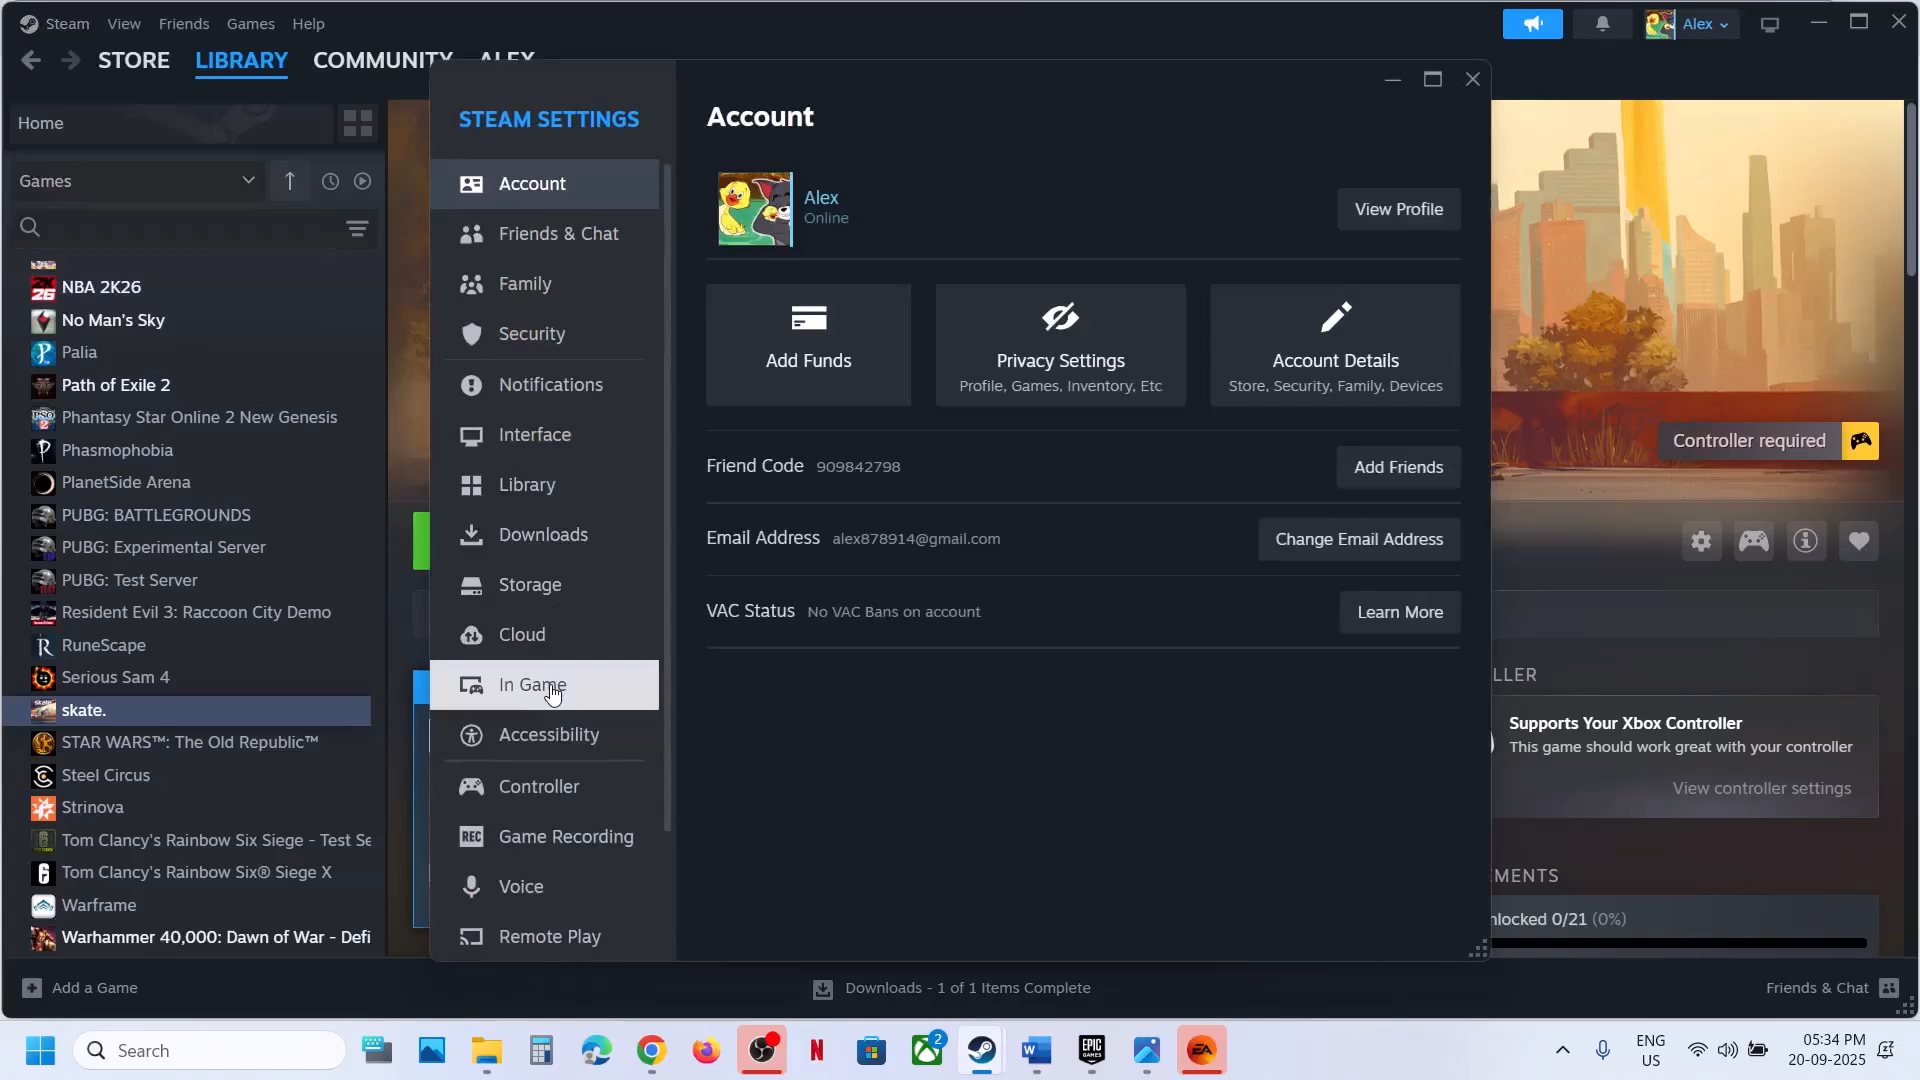 Steam View Friends Games Help
Alex
STORE LIBRARY COMMUNITY ALEX
Home
Games
NBA 2K26
No Man's Sky
Palia
Path of Exile 2
Phantasy Star Online 2 New Genesis
Phasmophobia
PlanetSide Arena
PUBG: BATTLEGROUNDS
PUBG: Experimental Server
PUBG: Test Server
Resident Evil 3: Raccoon City Demo
RuneScape
Serious Sam 4
skate.
STAR WARS™: The Old Republic™
Steel Circus
Strinova
Tom Clancy's Rainbow Six Siege - Test Se
Tom Clancy's Rainbow Six® Siege X
Warframe
Warhammer 40,000: Dawn of War - Defi
STEAM SETTINGS
Account
Friends & Chat
Family
Security
Notifications
Interface
Library
Downloads
Storage
Cloud
In Game
Accessibility
Controller
REC Game Recording
Voice
Remote Play
Account
Alex
Online
View Profile
Add Funds
Privacy Settings
Profile, Games, Inventory, Etc
Account Details
Store, Security, Family, Devices
Friend Code 909842798
Add Friends
Email Address alex878914@gmail.com
Change Email Address
VAC Status No VAC Bans on account
Learn More
Controller required
LLER
Supports Your Xbox Controller
This game should work great with your controller
View controller settings
EMENTS
nlocked 0/21 (0%)
Add a Game
Downloads - 1 of 1 Items Complete
Friends & Chat
Search
2
ENG
US
05:34 PM
20-09-2025